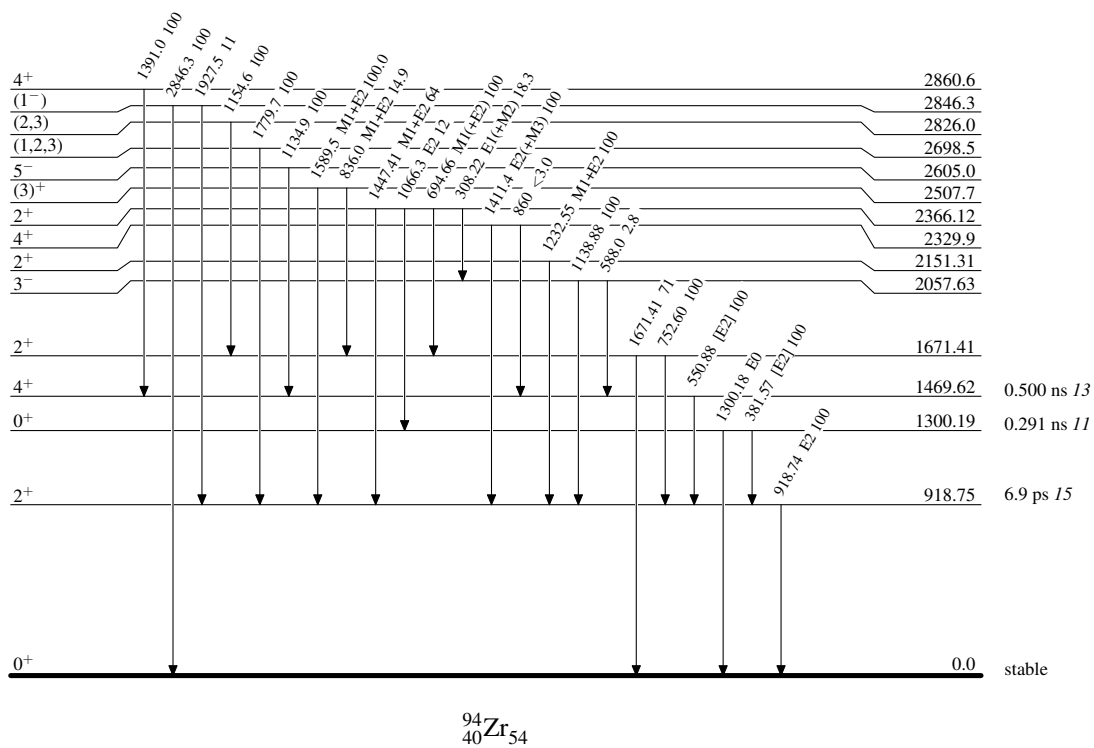 1391.0 100
2846.3 100
1927.5 11
1154.6 100
1779.7 100
1134.9 100
1589.5 M1+E2 100.0
836.0 M1+E2 14.9
1447.41 M1+E2 64
1066.3 E2 12
694.66 M1(+E2) 100
308.22 E1(+M2) 18.3
1411.4 E2(+M3) 100
860 <3.0
1232.55 M1+E2 100
1138.88 100
588.0 2.8
1671.41 71
752.60 100
550.88 [E2] 100
1300.18 E0
381.57 [E2] 100
918.74 E2 100
4⁺ 2860.6
(1⁻) 2846.3
(2,3) 2826.0
(1,2,3) 2698.5
5⁻ 2605.0
(3)⁺ 2507.7
2⁺ 2366.12
4⁺ 2329.9
2⁺ 2151.31
3⁻ 2057.63
2⁺ 1671.41
4⁺ 1469.62 0.500 ns 13
0⁺ 1300.19 0.291 ns 11
2⁺ 918.75 6.9 ps 15
0⁺ 0.0 stable
⁹⁴₄₀Zr₅₄